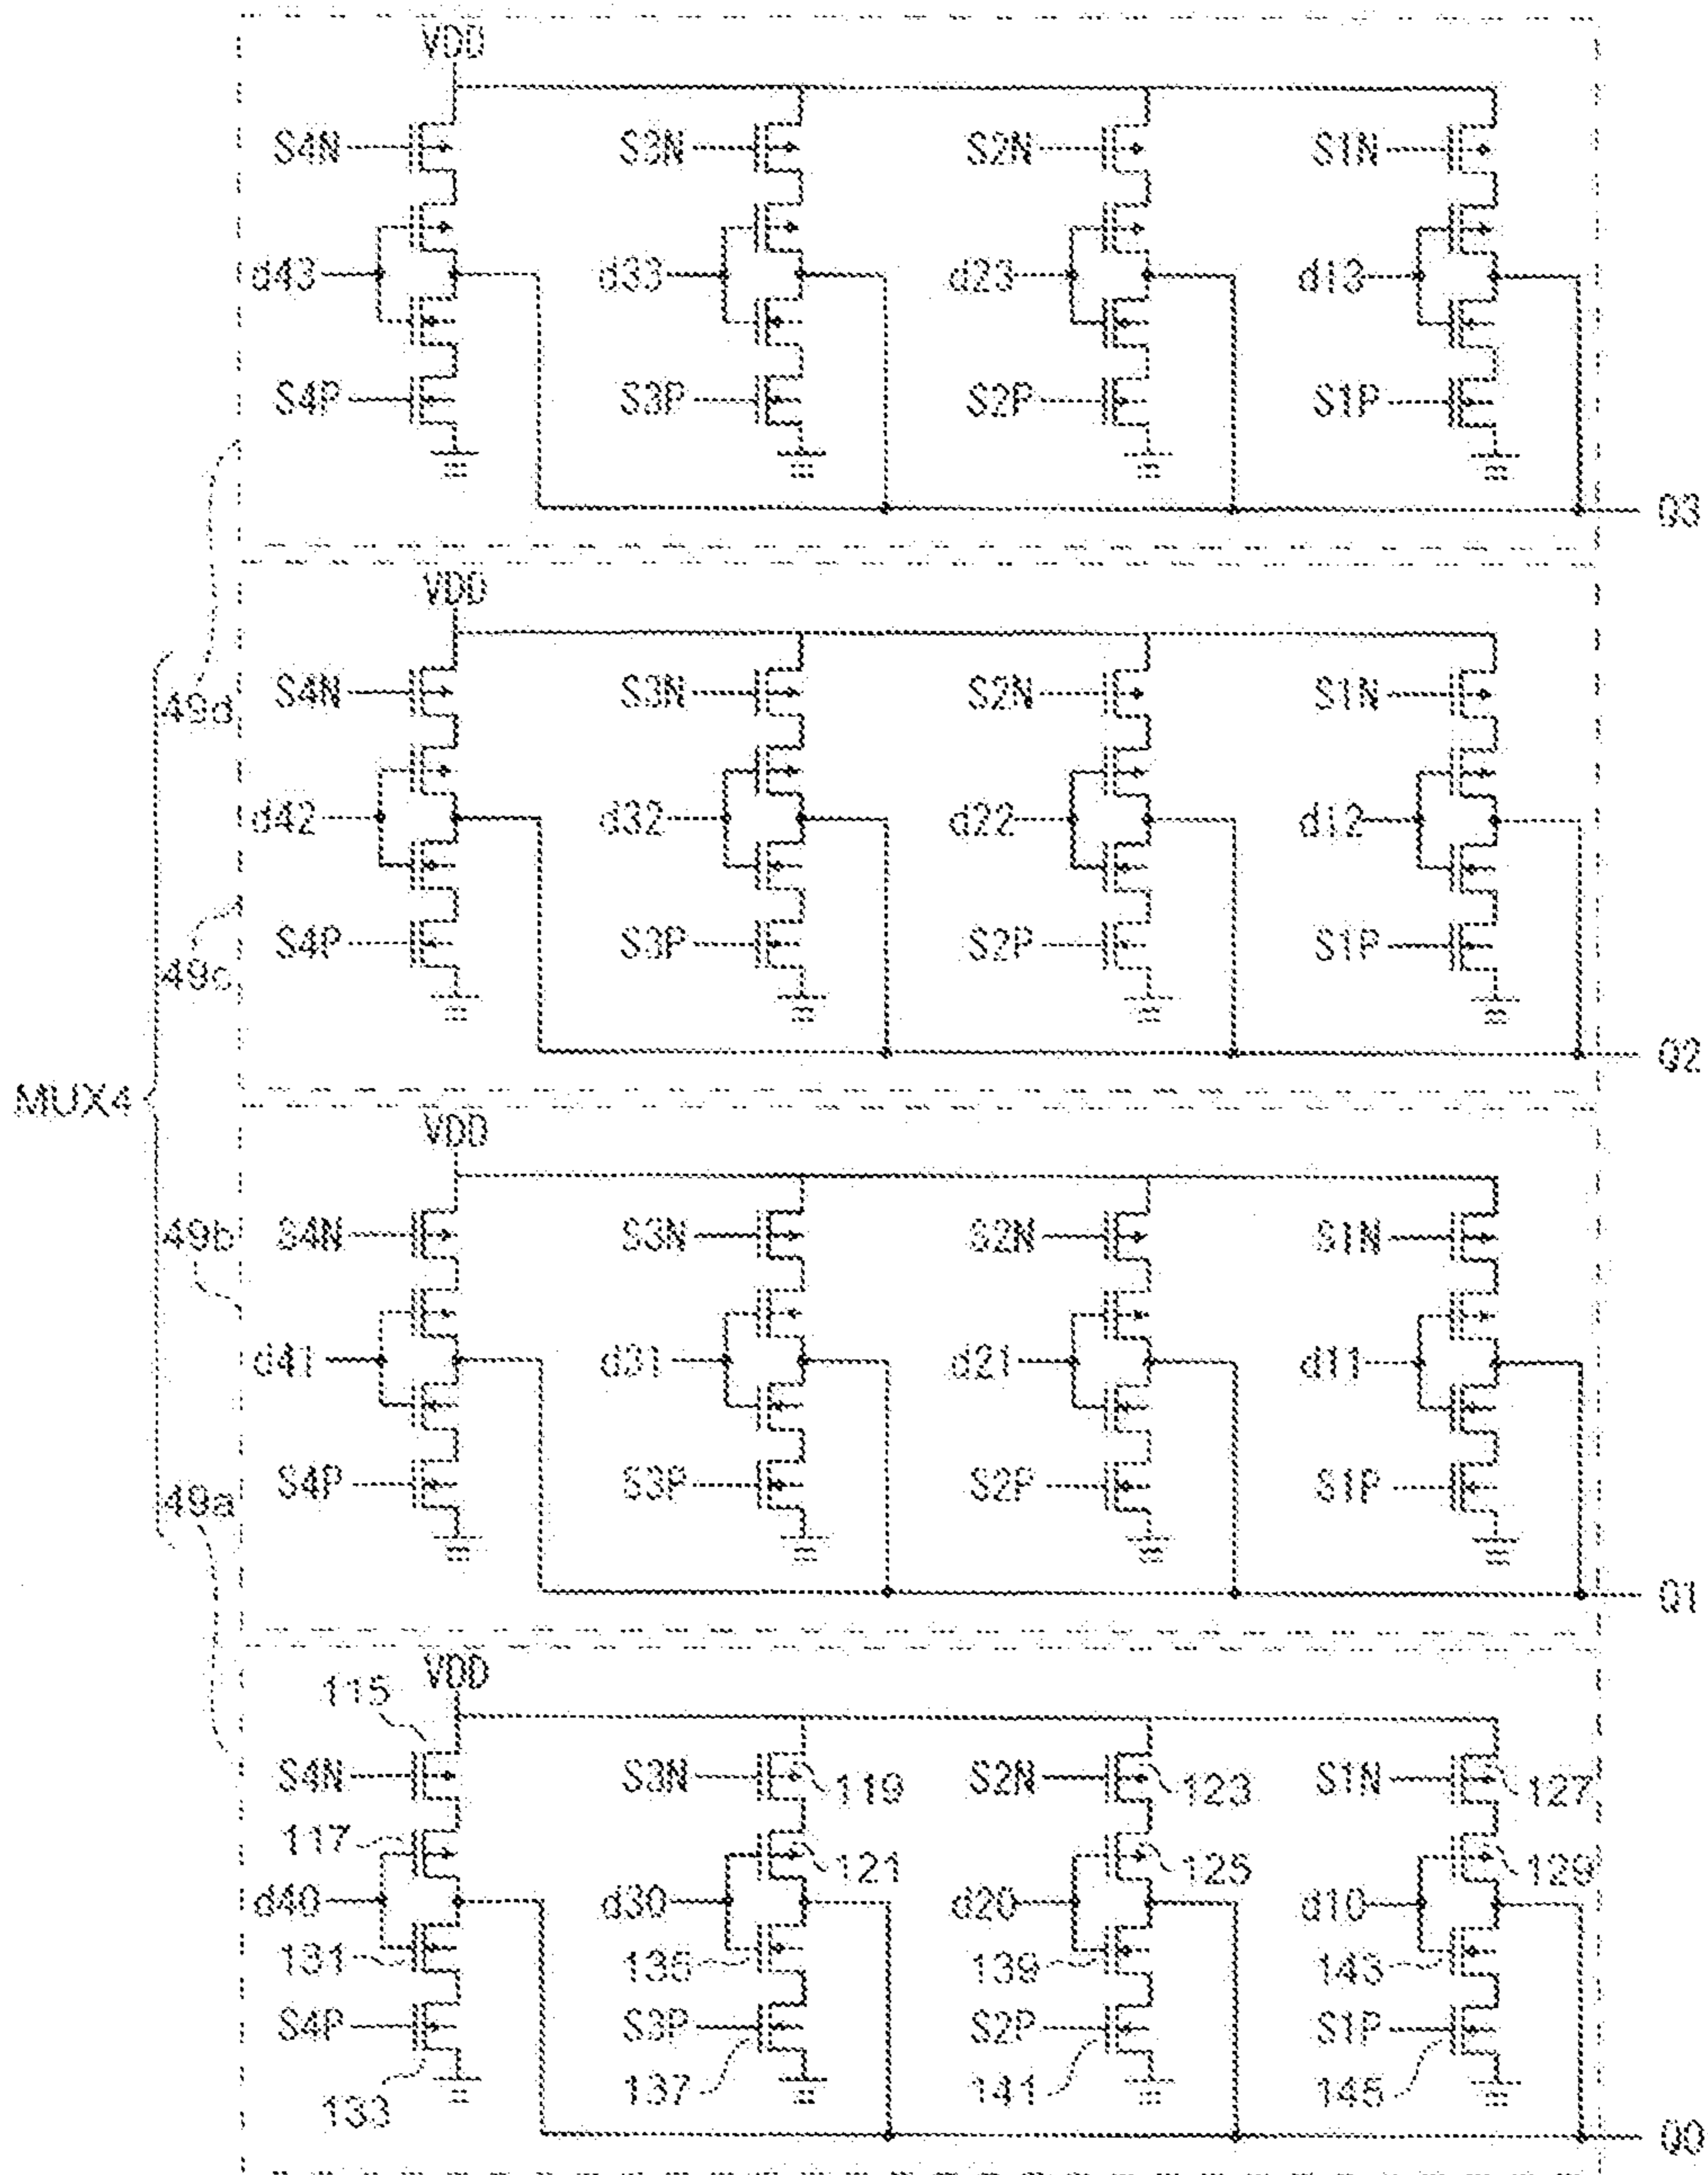 VDD
S4N S3N S2N S1N
d43 d33 d23 d13
S4P S3P S2P S1P
Q3
VDD
49d S4N S3N S2N S1N
d42 d32 d22 d12
49c S4P S3P S2P S1P
Q2
MUX4
VDD
49b S4N S3N S2N S1N
d41 d31 d21 d11
49a S4P S3P S2P S1P
Q1
VDD
115
S4N S3N 119 S2N 123 S1N 127
117 121 125 129
d40 d30 d20 d10
131 135 139 143
S4P S3P S2P S1P
133 137 141 145
Q0